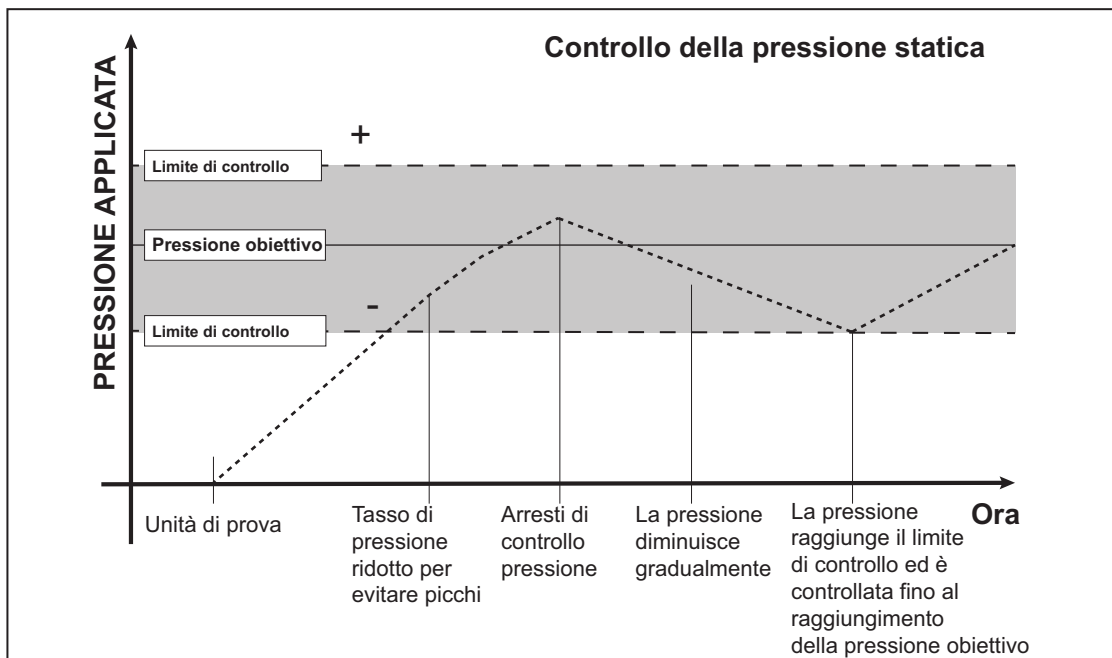 Controllo della pressione statica
PRESSIONE APPLICATA
+
Limite di controllo
Pressione obiettivo
-
Limite di controllo
Unità di prova
Tasso di
pressione
ridotto per
evitare picchi
Arresti di
controllo
pressione
La pressione
diminuisce
gradualmente
La pressione
raggiunge il limite
di controllo ed è
controllata fino al
raggiungimento
della pressione obiettivo
Ora